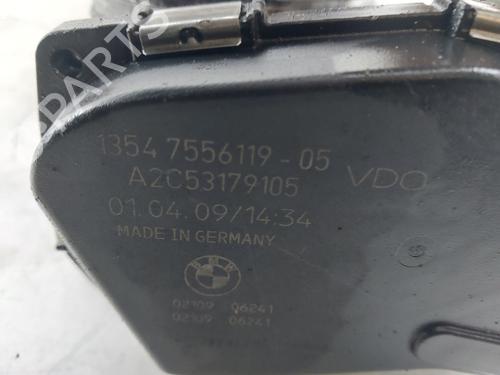 PARTS
1354 7556119-05
A2C53179105 VDO
01.04.09/14:34
MADE IN GERMANY
BMW
02109 06241
02109 06241